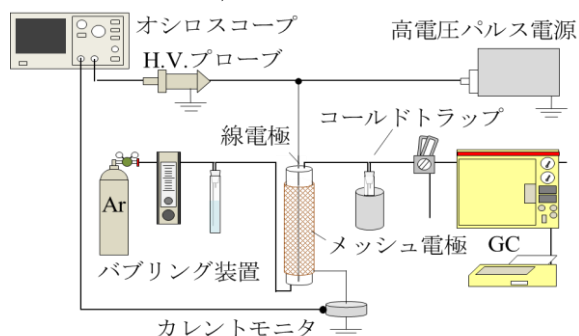 オシロスコープ
高電圧パルス電源
H.V.プローブ
コールドトラップ
線電極
Ar
メッシュ電極
GC
バブリング装置
カレントモニタ